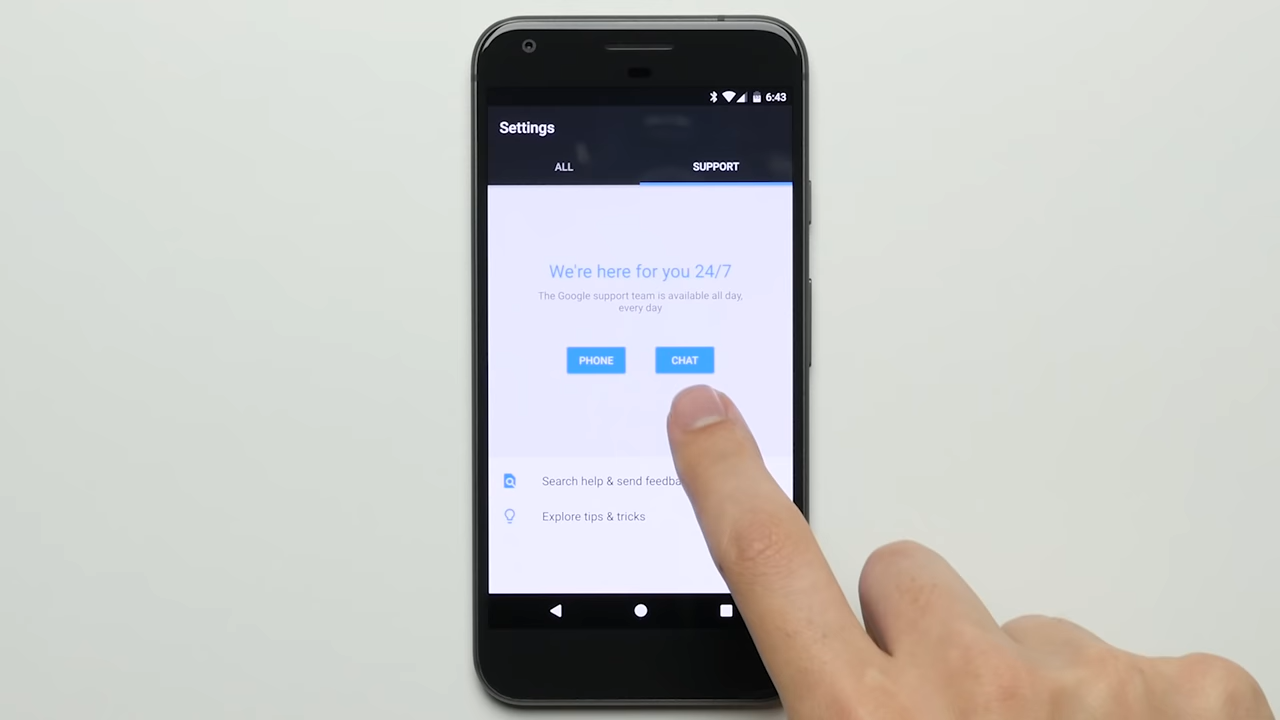 6:43
Settings
ALL
SUPPORT
We're here for you 24/7
The Google support team is available all day,
every day
PHONE
CHAT
Search help & send feedba
Explore tips & tricks